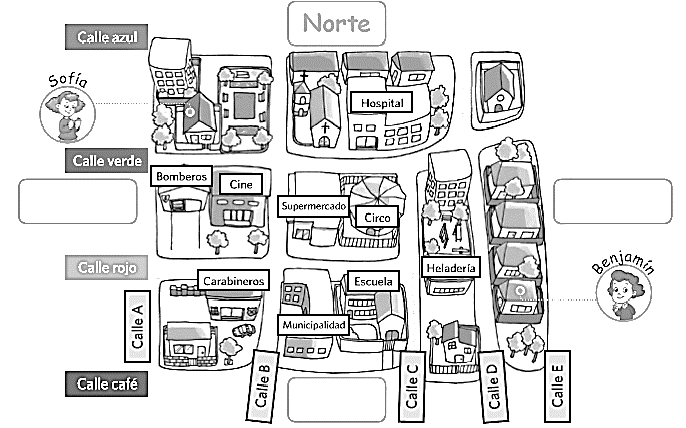 Norte
Calle azul
Sofía
Hospital
Calle verde
Bomberos
Cine
Supermercado
Circo
Calle rojo
Carabineros
Escuela
Heladería
Benjamín
Municipalidad
Calle A
Calle café
Calle B
Calle C
Calle D
Calle E